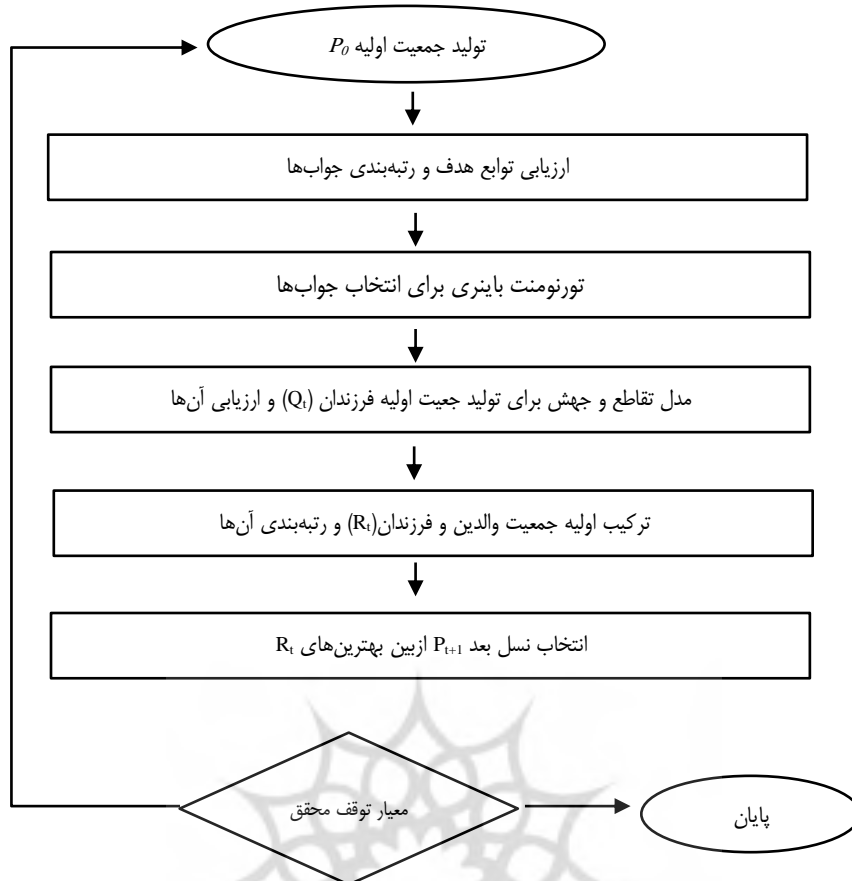 تولید جمعیت اولیه P₀
ارزیابی توابع هدف و رتبه‌بندی جواب‌ها
تورنومنت باینری برای انتخاب جواب‌ها
مدل تقاطع و جهش برای تولید جعیت اولیه فرزندان (Qₜ) و ارزیابی آن‌ها
ترکیب اولیه جمعیت والدین و فرزندان(Rₜ) و رتبه‌بندی آن‌ها
انتخاب نسل بعد Pₜ₊₁ ازبین بهترین‌های Rₜ
معیار توقف محقق
پایان